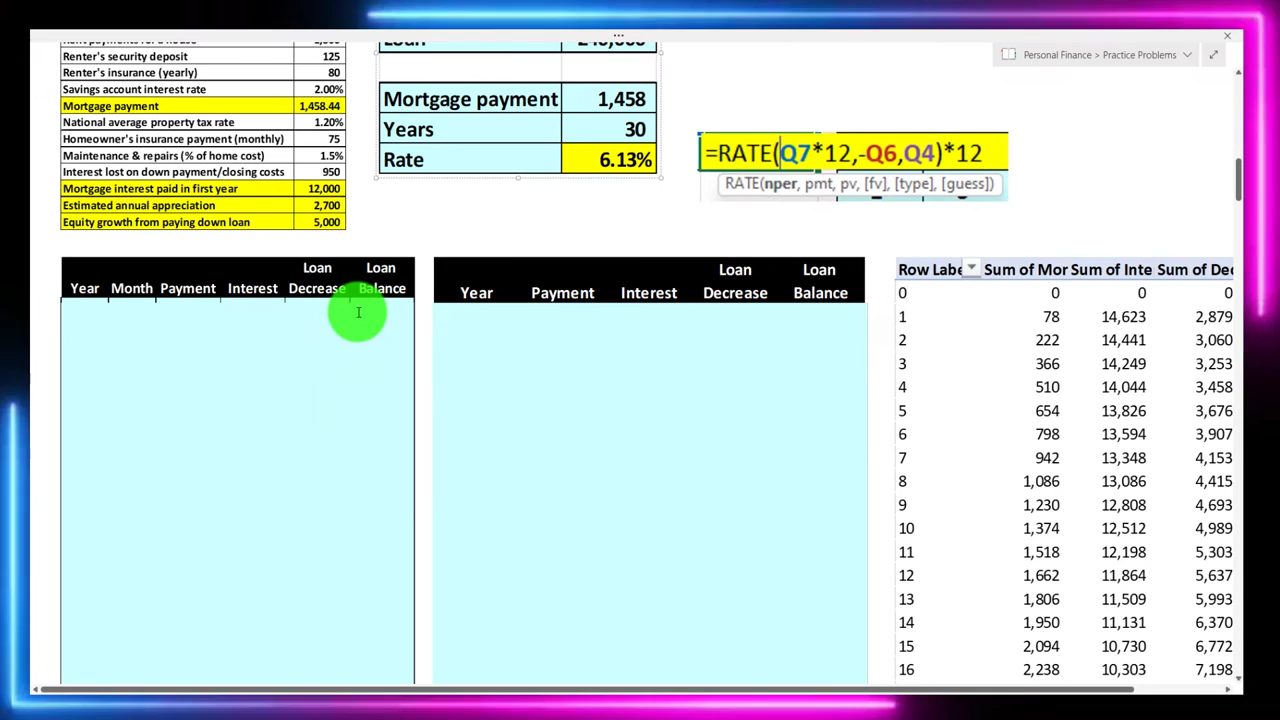 Personal Finance > Practice Problems
Renter's security deposit 125
Renter's insurance (yearly) 80
Savings account interest rate 2.00%
Mortgage payment 1,458.44
National average property tax rate 1.20%
Homeowner's insurance payment (monthly) 75
Maintenance & repairs (% of home cost) 1.5%
Interest lost on down payment/closing costs 950
Mortgage interest paid in first year 12,000
Estimated annual appreciation 2,700
Equity growth from paying down loan 5,000
Loan
Mortgage payment 1,458
Years 30
Rate 6.13%
=RATE(Q7*12,-Q6,Q4)*12
RATE(nper, pmt, pv, [fv], [type], [guess])
Year Month Payment Interest Loan Decrease Loan Balance
Year Payment Interest Loan Decrease Loan Balance
Row Labe Sum of Mor Sum of Inte Sum of Dec
0 0 0 0
1 78 14,623 2,879
2 222 14,441 3,060
3 366 14,249 3,253
4 510 14,044 3,458
5 654 13,826 3,676
6 798 13,594 3,907
7 942 13,348 4,153
8 1,086 13,086 4,415
9 1,230 12,808 4,693
10 1,374 12,512 4,989
11 1,518 12,198 5,303
12 1,662 11,864 5,637
13 1,806 11,509 5,993
14 1,950 11,131 6,370
15 2,094 10,730 6,772
16 2,238 10,303 7,198